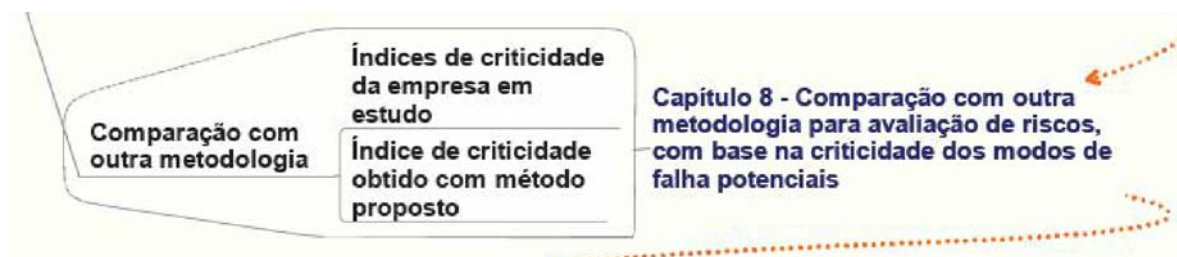 Comparação com
outra metodologia
Índices de criticidade
da empresa em
estudo
Índice de criticidade
obtido com método
proposto
Capítulo 8 - Comparação com outra
metodologia para avaliação de riscos,
com base na criticidade dos modos de
falha potenciais